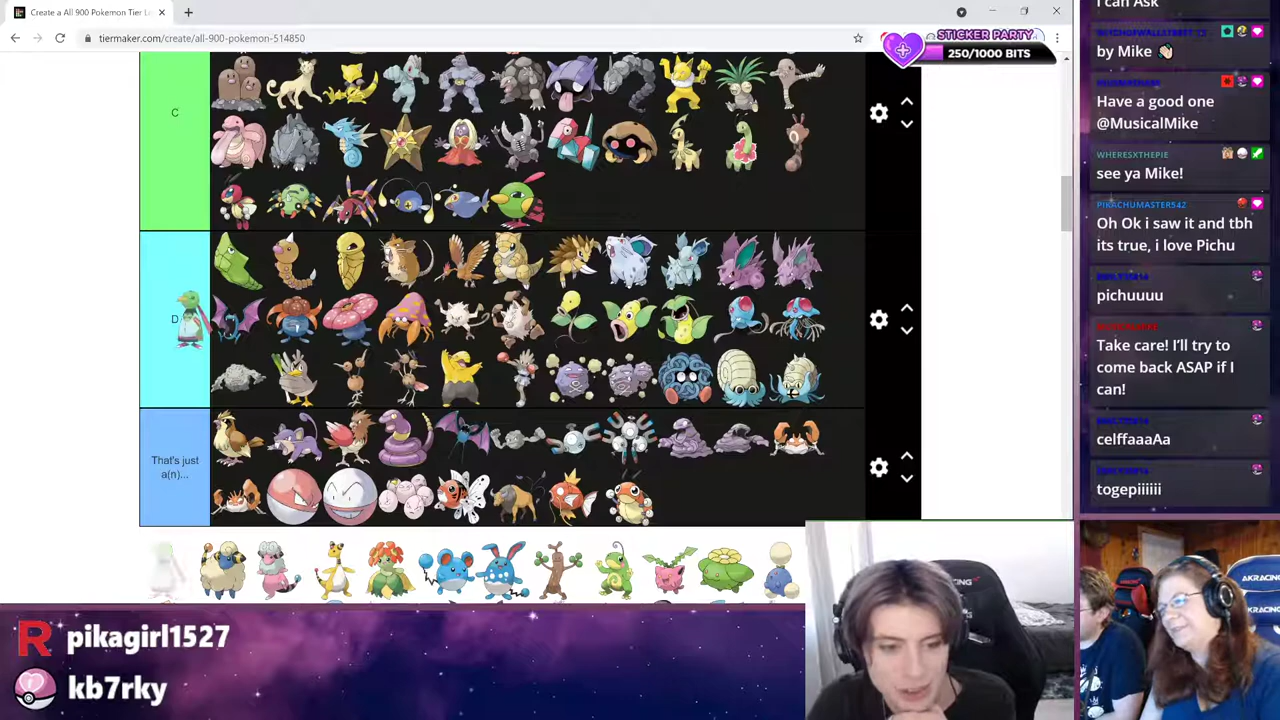 Create a All 900 Pokemon Tier Li
tiermaker.com/create/all-900-pokemon-514850
STICKER PARTY
250/1000 BITS
C
D
That's just
a(n)...
I can Ask
by Mike
Have a good one
@MusicalMike
WHERESXTHEPIE
see ya Mike!
PIKACHUMASTER542
Oh Ok i saw it and tbh
its true, i love Pichu
pichuuuu
Take care! I'll try to
come back ASAP if I
can!
celffaaaAa
togepiiiiii
AKRACING
AKRACING
R pikagirl1527
kb7rky